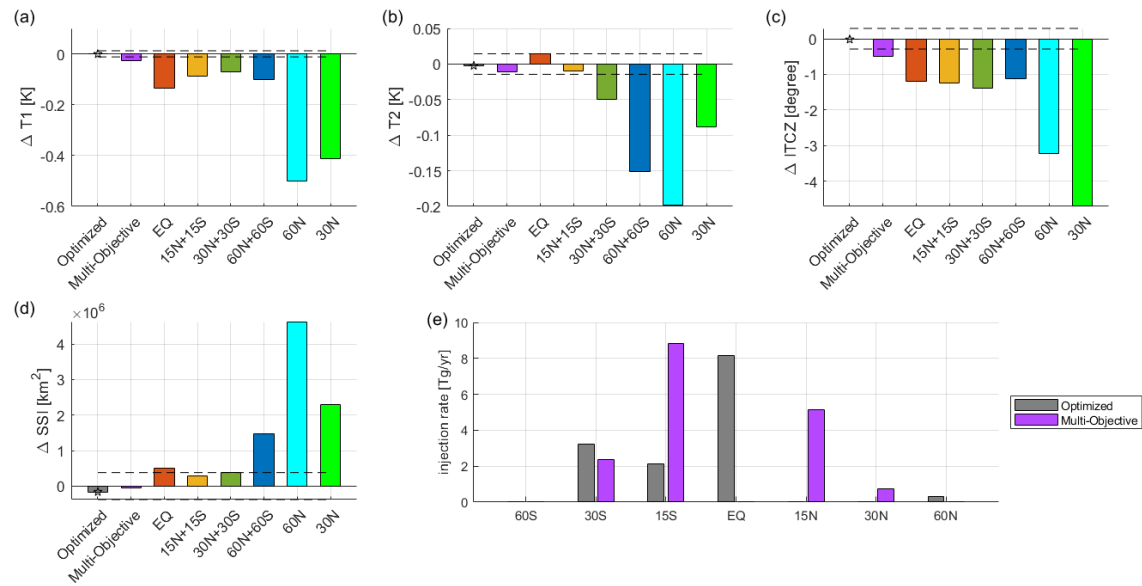 (a)
Δ T1 [K]
0
-0.2
-0.4
-0.6
Optimized
Multi-Objective
EQ
15N+15S
30N+30S
60N+60S
60N
30N
(b)
Δ T2 [K]
0.05
0
-0.05
-0.1
-0.15
-0.2
Optimized
Multi-Objective
EQ
15N+15S
30N+30S
60N+60S
60N
30N
(c)
Δ ITCZ [degree]
0
-1
-2
-3
-4
Optimized
Multi-Objective
EQ
15N+15S
30N+30S
60N+60S
60N
30N
(d)
× 10⁶
Δ SSI [km²]
4
3
2
1
0
Optimized
Multi-Objective
EQ
15N+15S
30N+30S
60N+60S
60N
30N
(e)
injection rate [Tg/yr]
10
8
6
4
2
0
60S
30S
15S
EQ
15N
30N
60N
Optimized
Multi-Objective